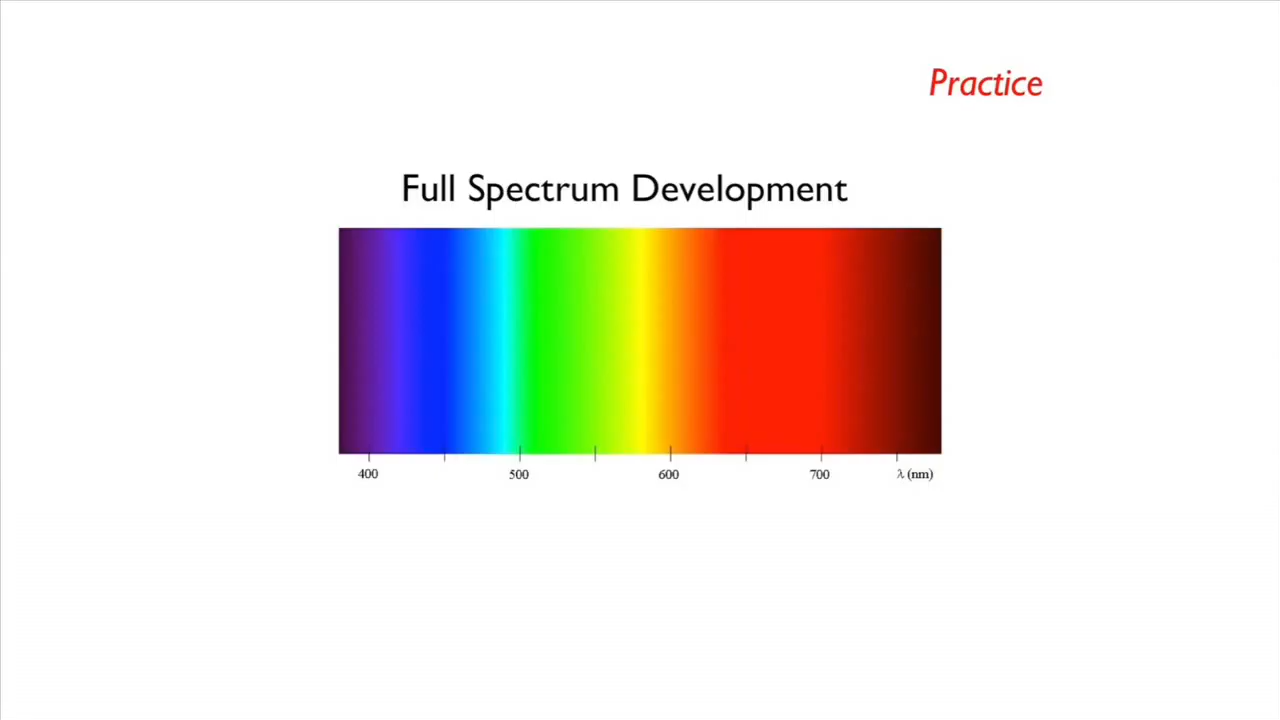 Practice
Full Spectrum Development
400 500 600 700 λ (nm)